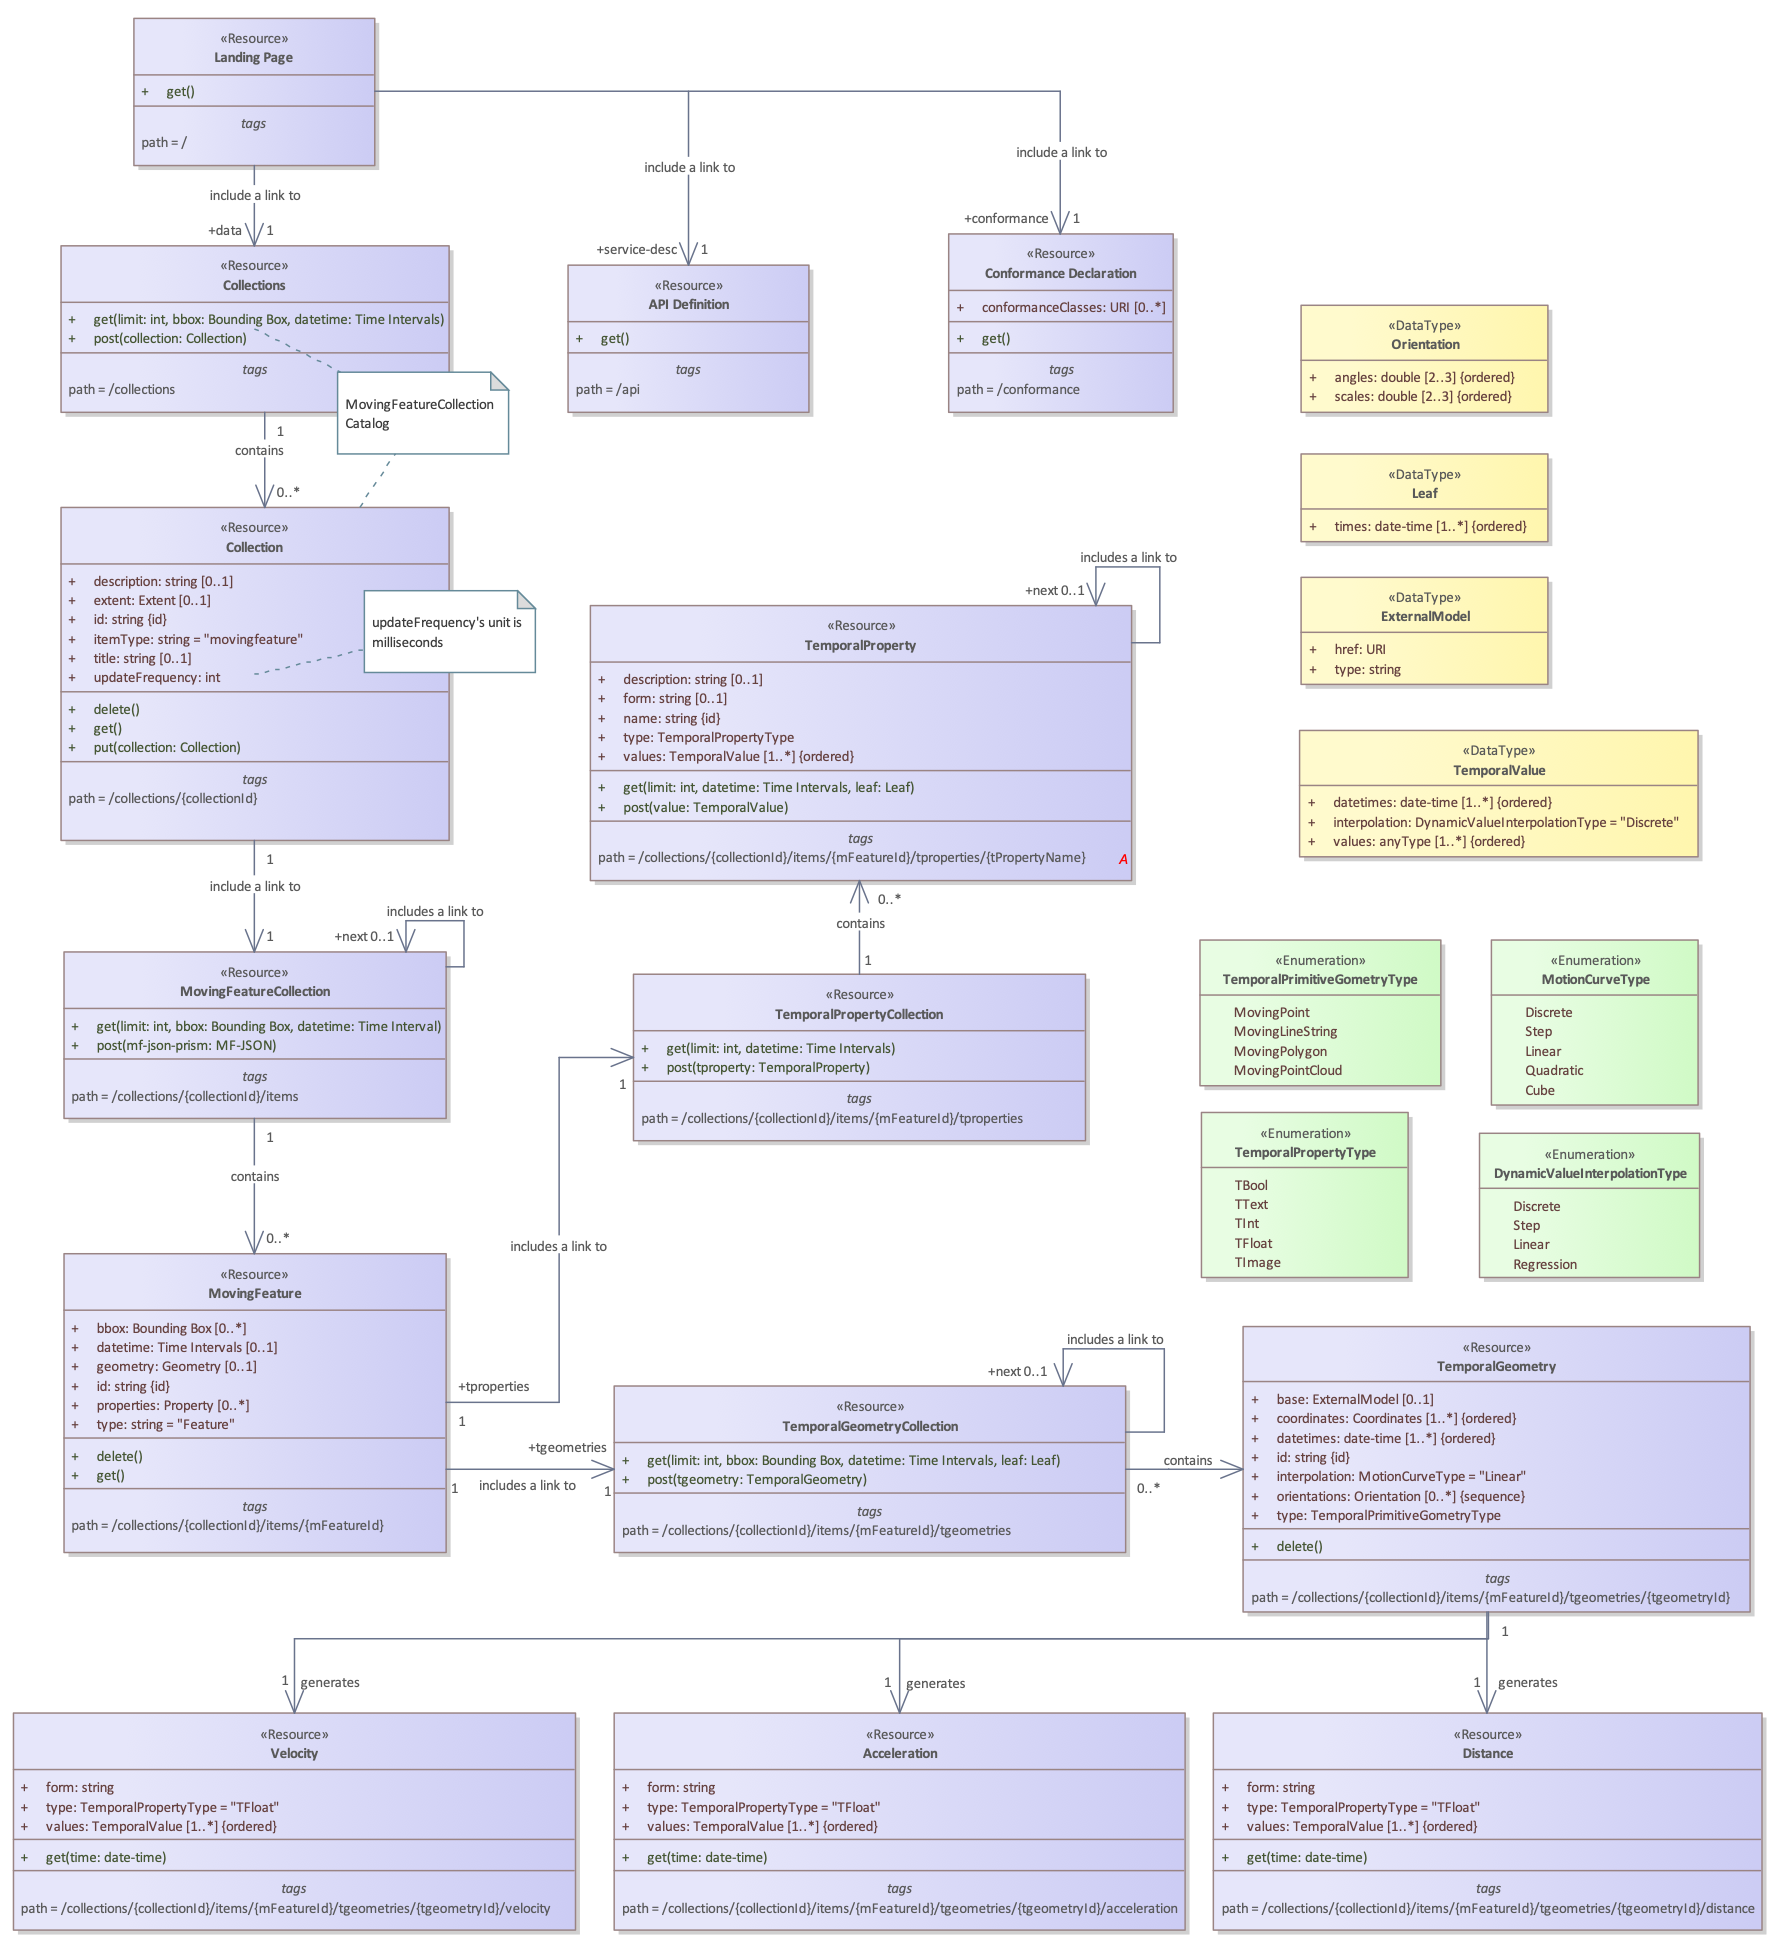 «Resource»
Landing Page
+ get()
tags
path = /
include a link to
+data 1
include a link to
+service-desc 1
include a link to
+conformance 1
«Resource»
Collections
+ get(limit: int, bbox: Bounding Box, datetime: Time Intervals)
+ post(collection: Collection)
tags
path = /collections
MovingFeatureCollection
Catalog
«Resource»
API Definition
+ get()
tags
path = /api
«Resource»
Conformance Declaration
+ conformanceClasses: URI [0..*]
+ get()
tags
path = /conformance
«DataType»
Orientation
+ angles: double [2..3] {ordered}
+ scales: double [2..3] {ordered}
«DataType»
Leaf
+ times: date-time [1..*] {ordered}
«DataType»
ExternalModel
+ href: URI
+ type: string
«DataType»
TemporalValue
+ datetimes: date-time [1..*] {ordered}
+ interpolation: DynamicValueInterpolationType = "Discrete"
+ values: anyType [1..*] {ordered}
1
contains
0..*
«Resource»
Collection
+ description: string [0..1]
+ extent: Extent [0..1]
+ id: string {id}
+ itemType: string = "movingfeature"
+ title: string [0..1]
+ updateFrequency: int
+ delete()
+ get()
+ put(collection: Collection)
tags
path = /collections/{collectionId}
updateFrequency's unit is
milliseconds
includes a link to
+next 0..1
«Resource»
TemporalProperty
+ description: string [0..1]
+ form: string [0..1]
+ name: string {id}
+ type: TemporalPropertyType
+ values: TemporalValue [1..*] {ordered}
+ get(limit: int, datetime: Time Intervals, leaf: Leaf)
+ post(value: TemporalValue)
tags
path = /collections/{collectionId}/items/{mFeatureId}/tproperties/{tPropertyName}
A
0..*
contains
1
1
include a link to
1
includes a link to
+next 0..1
«Resource»
MovingFeatureCollection
+ get(limit: int, bbox: Bounding Box, datetime: Time Interval)
+ post(mf-json-prism: MF-JSON)
tags
path = /collections/{collectionId}/items
«Resource»
TemporalPropertyCollection
+ get(limit: int, datetime: Time Intervals)
+ post(tproperty: TemporalProperty)
tags
path = /collections/{collectionId}/items/{mFeatureId}/tproperties
1
«Enumeration»
TemporalPrimitiveGometryType
MovingPoint
MovingLineString
MovingPolygon
MovingPointCloud
«Enumeration»
MotionCurveType
Discrete
Step
Linear
Quadratic
Cube
«Enumeration»
TemporalPropertyType
TBool
TText
TInt
TFloat
TImage
«Enumeration»
DynamicValueInterpolationType
Discrete
Step
Linear
Regression
1
contains
0..*
includes a link to
«Resource»
MovingFeature
+ bbox: Bounding Box [0..*]
+ datetime: Time Intervals [0..1]
+ geometry: Geometry [0..1]
+ id: string {id}
+ properties: Property [0..*]
+ type: string = "Feature"
+ delete()
+ get()
tags
path = /collections/{collectionId}/items/{mFeatureId}
+tproperties
1
+tgeometries
1 includes a link to 1
includes a link to
+next 0..1
«Resource»
TemporalGeometryCollection
+ get(limit: int, bbox: Bounding Box, datetime: Time Intervals, leaf: Leaf)
+ post(tgeometry: TemporalGeometry)
tags
path = /collections/{collectionId}/items/{mFeatureId}/tgeometries
contains
0..*
«Resource»
TemporalGeometry
+ base: ExternalModel [0..1]
+ coordinates: Coordinates [1..*] {ordered}
+ datetimes: date-time [1..*] {ordered}
+ id: string {id}
+ interpolation: MotionCurveType = "Linear"
+ orientations: Orientation [0..*] {sequence}
+ type: TemporalPrimitiveGometryType
+ delete()
tags
path = /collections/{collectionId}/items/{mFeatureId}/tgeometries/{tgeometryId}
1
1 generates
1 generates
1 generates
«Resource»
Velocity
+ form: string
+ type: TemporalPropertyType = "TFloat"
+ values: TemporalValue [1..*] {ordered}
+ get(time: date-time)
tags
path = /collections/{collectionId}/items/{mFeatureId}/tgeometries/{tgeometryId}/velocity
«Resource»
Acceleration
+ form: string
+ type: TemporalPropertyType = "TFloat"
+ values: TemporalValue [1..*] {ordered}
+ get(time: date-time)
tags
path = /collections/{collectionId}/items/{mFeatureId}/tgeometries/{tgeometryId}/acceleration
«Resource»
Distance
+ form: string
+ type: TemporalPropertyType = "TFloat"
+ values: TemporalValue [1..*] {ordered}
+ get(time: date-time)
tags
path = /collections/{collectionId}/items/{mFeatureId}/tgeometries/{tgeometryId}/distance